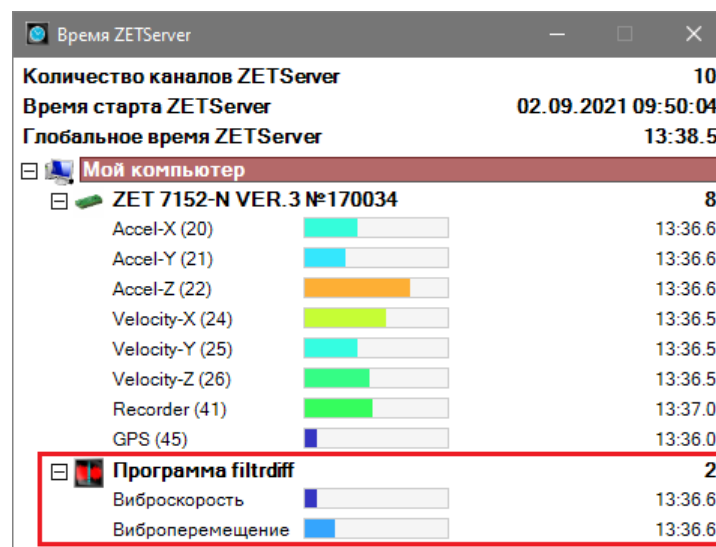 Время ZETServer
Количество каналов ZETServer 10
Время старта ZETServer 02.09.2021 09:50:04
Глобальное время ZETServer 13:38.5
Мой компьютер
ZET 7152-N VER.3 №170034 8
Accel-X (20) 13:36.6
Accel-Y (21) 13:36.6
Accel-Z (22) 13:36.6
Velocity-X (24) 13:36.5
Velocity-Y (25) 13:36.5
Velocity-Z (26) 13:36.5
Recorder (41) 13:37.0
GPS (45) 13:36.0
Программа filtrdiff 2
Виброскорость 13:36.6
Виброперемещение 13:36.6